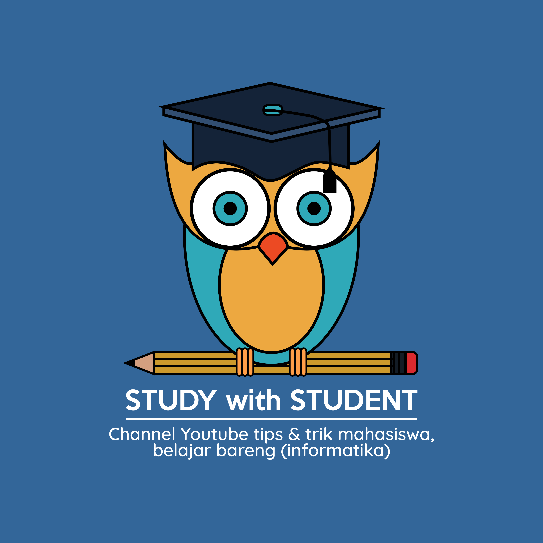 STUDY with STUDENT
Channel Youtube tips & trik mahasiswa,
belajar bareng (informatika)